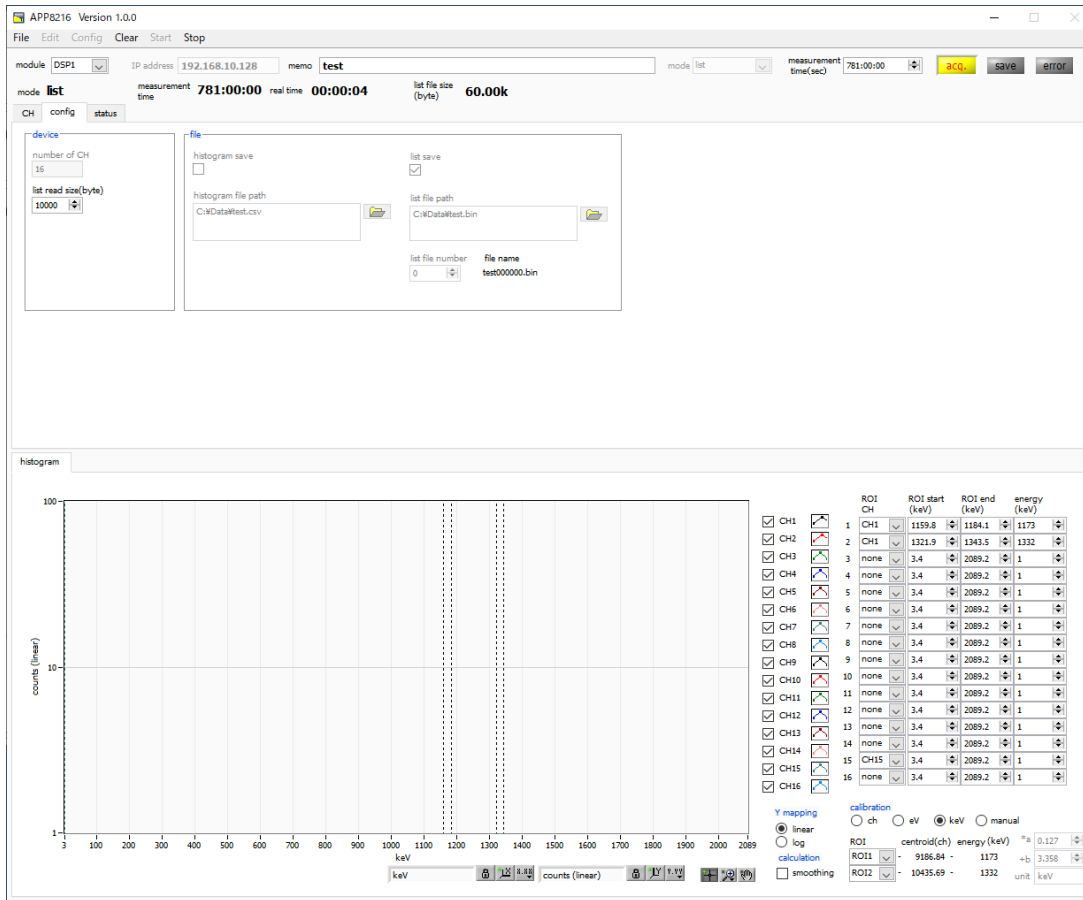 APP8216 Version 1.0.0
File Edit Config Clear Start Stop
module DSP1 IP address 192.168.10.128 memo test mode list measurement time(sec) 781:00:00 acq. save error
mode list measurement time 781:00:00 real time 00:00:04 list file size (byte) 60.00k
CH config status
device file
number of CH histogram save list save
16
list read size(byte) histogram file path list file path
10000 C:¥Data¥test.csv C:¥Data¥test.bin
list file number file name
0 test000000.bin
histogram
ROI CH ROI start (keV) ROI end (keV) energy (keV)
CH1 1 CH1 1159.8 1184.1 1173
CH2 2 CH1 1321.9 1343.5 1332
CH3 3 none 3.4 2089.2 1
CH4 4 none 3.4 2089.2 1
CH5 5 none 3.4 2089.2 1
CH6 6 none 3.4 2089.2 1
CH7 7 none 3.4 2089.2 1
CH8 8 none 3.4 2089.2 1
CH9 9 none 3.4 2089.2 1
CH10 10 none 3.4 2089.2 1
CH11 11 none 3.4 2089.2 1
CH12 12 none 3.4 2089.2 1
CH13 13 none 3.4 2089.2 1
CH14 14 none 3.4 2089.2 1
CH15 15 CH15 3.4 2089.2 1
CH16 16 none 3.4 2089.2 1
100
10
1
counts (linear)
3 100 200 300 400 500 600 700 800 900 1000 1100 1200 1300 1400 1500 1600 1700 1800 1900 2000 2089
keV
keV X X.XX counts (linear) Y Y.YY
Y mapping
linear
log
calculation
smoothing
calibration
ch eV keV manual
ROI centroid(ch) energy (keV) *a 0.127
ROI1 - 9186.84 - 1173 +b 3.358
ROI2 - 10435.69 - 1332 unit keV